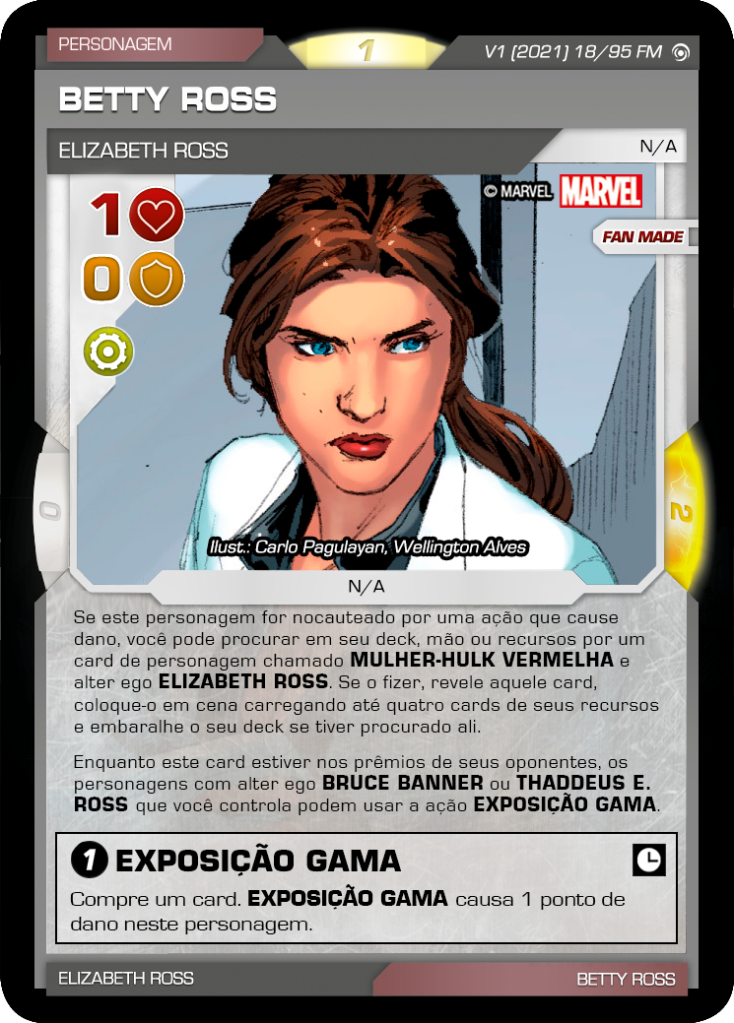 PERSONAGEM
1
V1 (2021) 18/95 FM
BETTY ROSS
ELIZABETH ROSS
N/A
1
© MARVEL
MARVEL
FAN MADE
0
0
2
Ilust.: Carlo Pagulayan, Wellington Alves
N/A
Se este personagem for nocauteado por uma ação que cause
dano, você pode procurar em seu deck, mão ou recursos por um
card de personagem chamado MULHER-HULK VERMELHA e
alter ego ELIZABETH ROSS. Se o fizer, revele aquele card,
coloque-o em cena carregando até quatro cards de seus recursos
e embaralhe o seu deck se tiver procurado ali.
Enquanto este card estiver nos prêmios de seus oponentes, os
personagens com alter ego BRUCE BANNER ou THADDEUS E.
ROSS que você controla podem usar a ação EXPOSIÇÃO GAMA.
1 EXPOSIÇÃO GAMA
Compre um card. EXPOSIÇÃO GAMA causa 1 ponto de
dano neste personagem.
ELIZABETH ROSS
BETTY ROSS